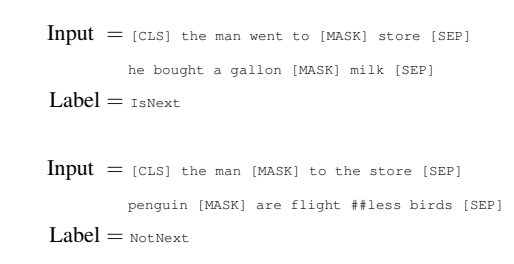 Input = [CLS] the man went to [MASK] store [SEP]
he bought a gallon [MASK] milk [SEP]
Label = IsNext
Input = [CLS] the man [MASK] to the store [SEP]
penguin [MASK] are flight ##less birds [SEP]
Label = NotNext